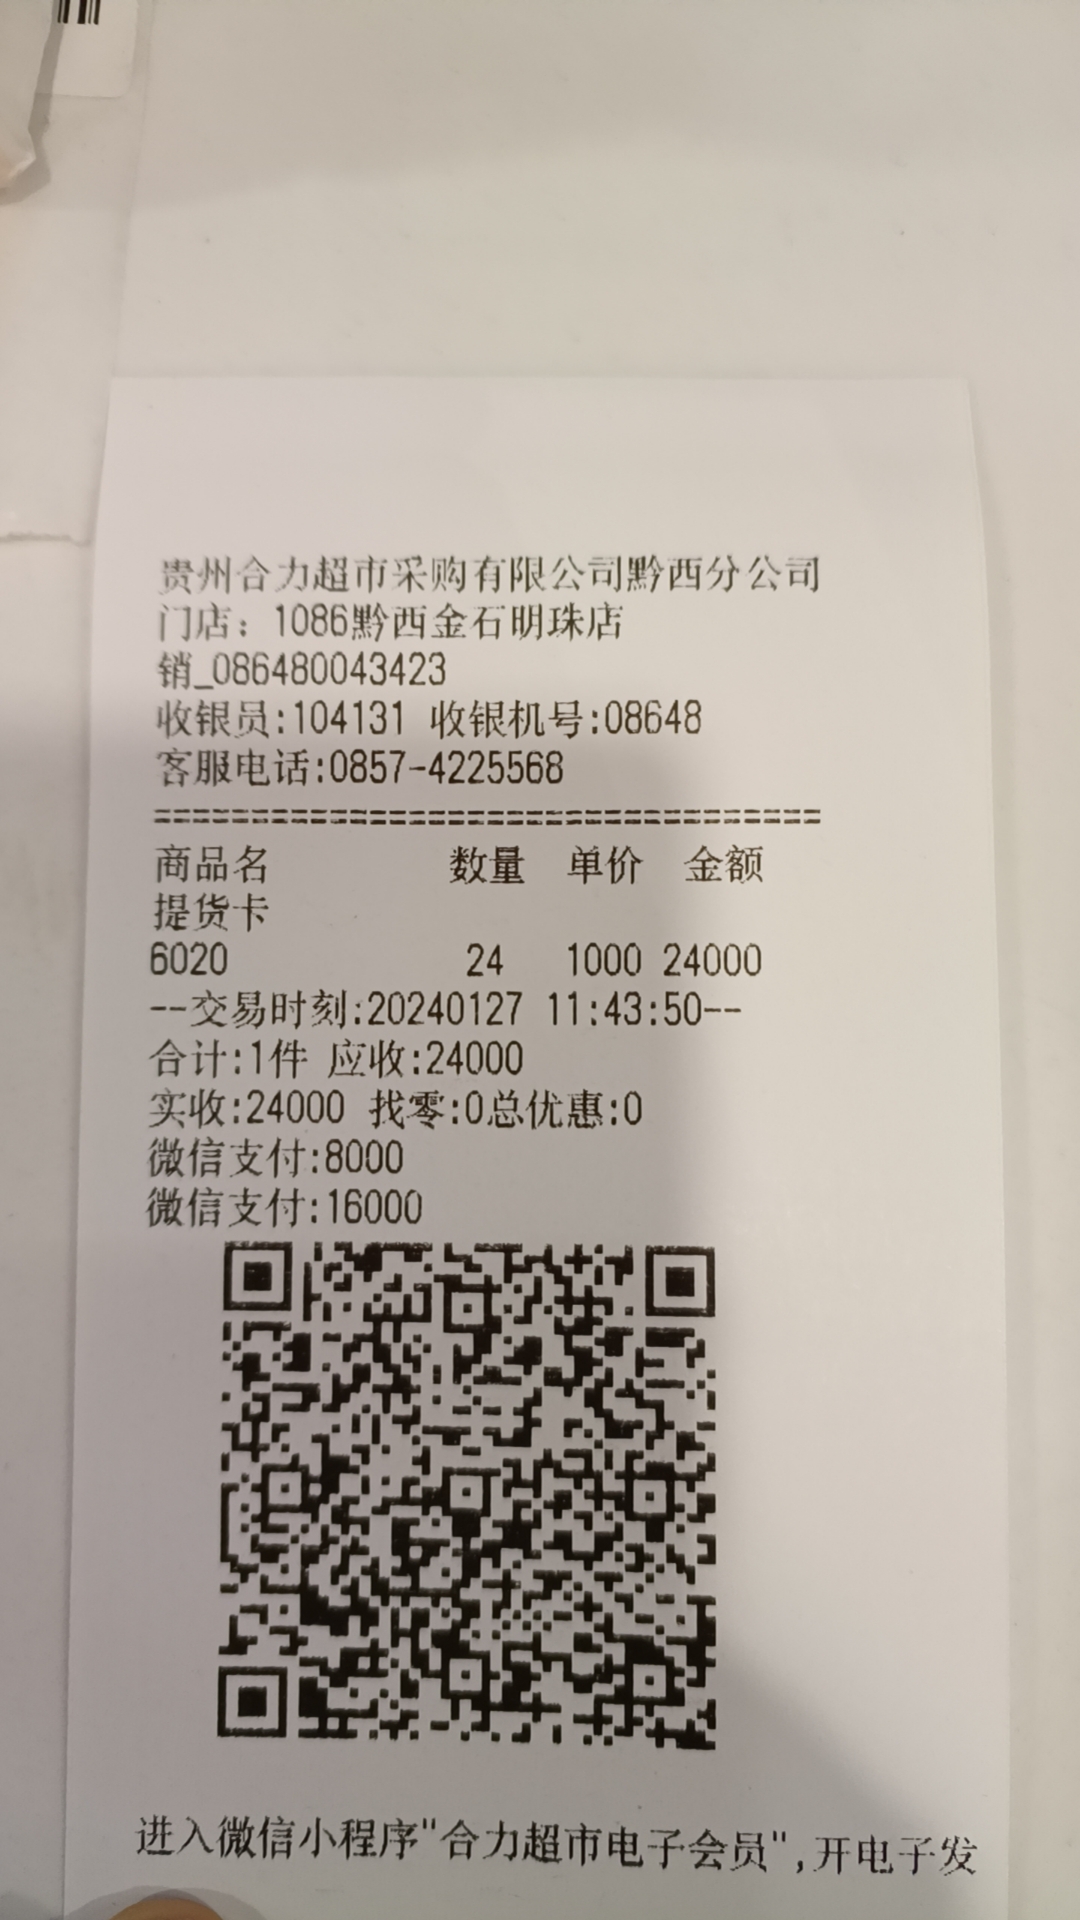 贵州合力超市采购有限公司黔西分公司
门店：1086黔西金石明珠店
销_086480043423
收银员:104131 收银机号:08648
客服电话:0857-4225568
==================================
商品名 数量 单价 金额
提货卡
6020 24 1000 24000
--交易时刻:20240127 11:43:50--
合计:1件 应收:24000
实收:24000 找零:0总优惠:0
微信支付:8000
微信支付:16000
进入微信小程序"合力超市电子会员",开电子发